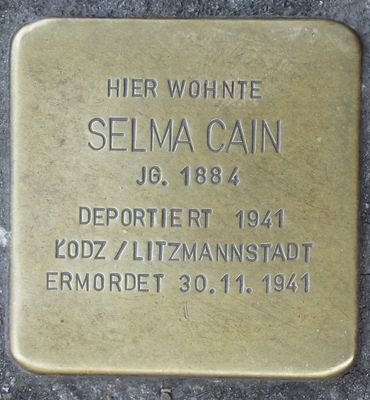 HIER WOHNTE
SELMA CAIN
JG. 1884
DEPORTIERT 1941
ŁODZ / LITZMANNSTADT
ERMORDET 30.11.1941